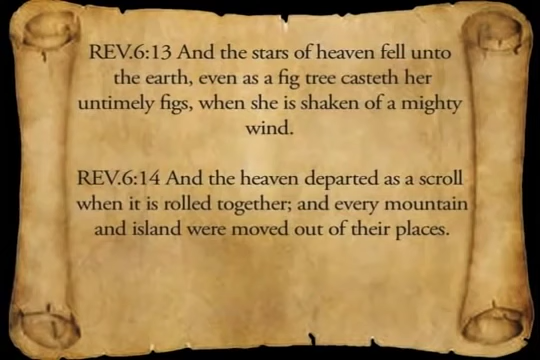 REV.6:13 And the stars of heaven fell unto
the earth, even as a fig tree casteth her
untimely figs, when she is shaken of a mighty
wind.
REV.6:14 And the heaven departed as a scroll
when it is rolled together; and every mountain
and island were moved out of their places.